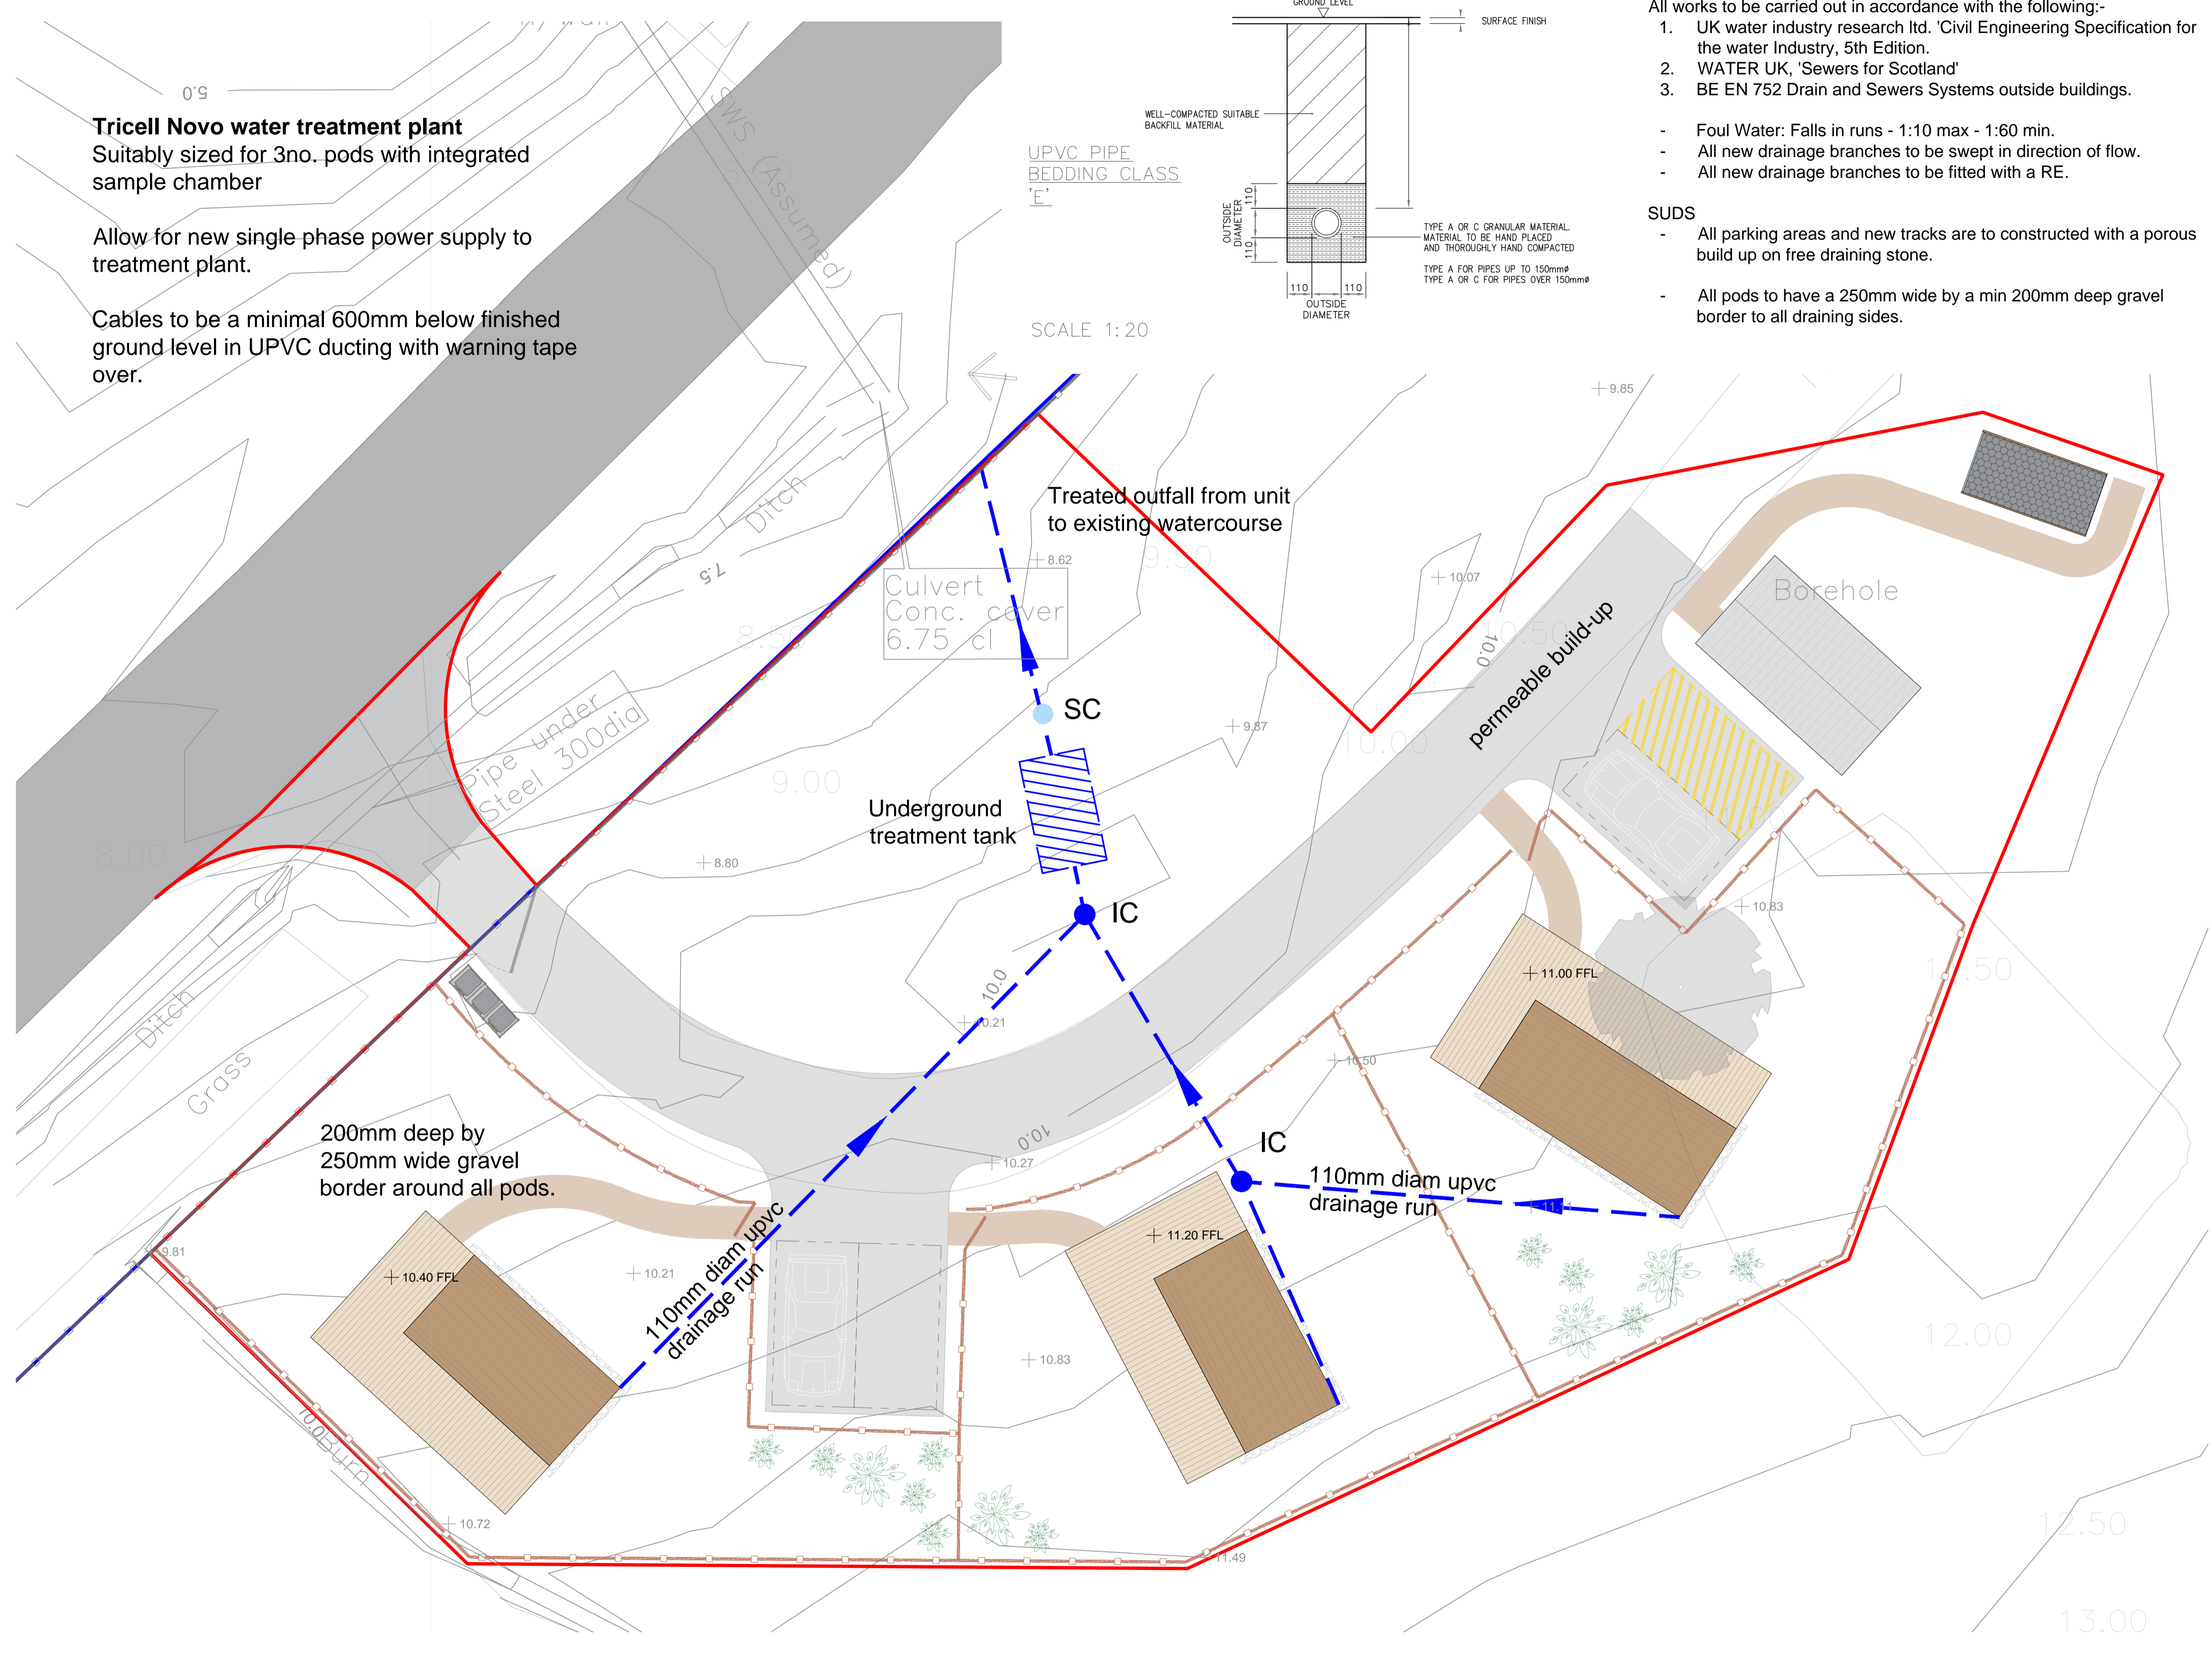 Tricell Novo water treatment plant
Suitably sized for 3no. pods with integrated
sample chamber
Allow for new single phase power supply to
treatment plant.
Cables to be a minimal 600mm below finished
ground level in UPVC ducting with warning tape
over.
5.0
SWS (Assumed)
GROUND LEVEL
SURFACE FINISH
WELL-COMPACTED SUITABLE
BACKFILL MATERIAL
UPVC PIPE
BEDDING CLASS
'E'
OUTSIDE
DIAMETER
110
110
TYPE A OR C GRANULAR MATERIAL.
MATERIAL TO BE HAND PLACED
AND THOROUGHLY HAND COMPACTED
TYPE A FOR PIPES UP TO 150mmø
TYPE A OR C FOR PIPES OVER 150mmø
110
110
OUTSIDE
DIAMETER
SCALE 1:20
All works to be carried out in accordance with the following:-
1. UK water industry research ltd. 'Civil Engineering Specification for
the water Industry, 5th Edition.
2. WATER UK, 'Sewers for Scotland'
3. BE EN 752 Drain and Sewers Systems outside buildings.
- Foul Water: Falls in runs - 1:10 max - 1:60 min.
- All new drainage branches to be swept in direction of flow.
- All new drainage branches to be fitted with a RE.
SUDS
- All parking areas and new tracks are to constructed with a porous
build up on free draining stone.
- All pods to have a 250mm wide by a min 200mm deep gravel
border to all draining sides.
9.85
Ditch
7.5
Treated outfall from unit
to existing watercourse
8.62
9.50
10.07
Culvert
Conc. cover
6.75 cl
8.50
10.50
10.0
permeable build-up
Borehole
SC
9.87
10.00
Pipe under
Steel 300dia
9.00
Underground
treatment tank
8.00
8.80
IC
10.83
11.00 FFL
11.50
10.0
10.21
10.50
Ditch
Grass
200mm deep by
250mm wide gravel
border around all pods.
10.0
10.27
IC
110mm diam upvc
drainage run
9.81
10.40 FFL
10.21
110mm diam upvc
drainage run
11.20 FFL
10.83
12.00
10.0
Burn
10.72
11.49
12.50
13.00